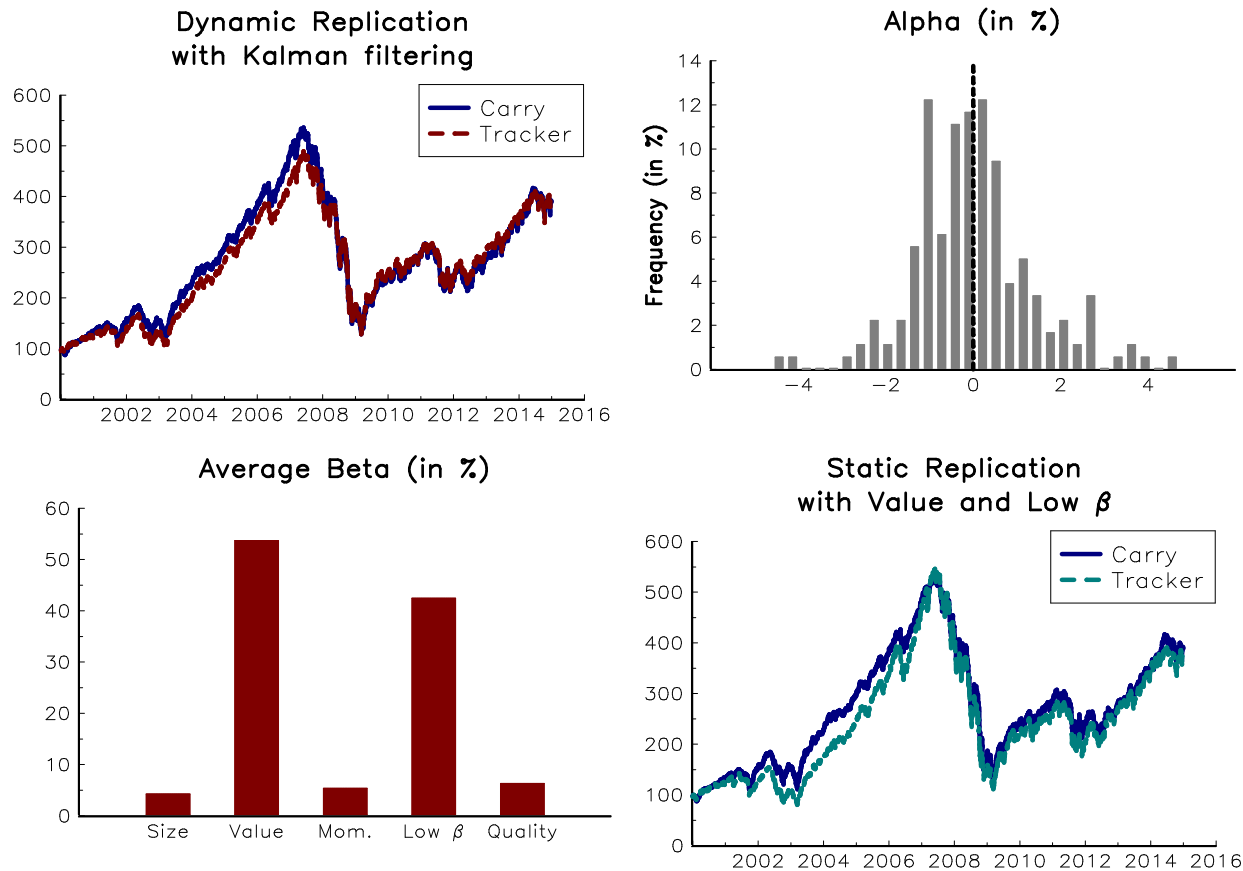 Dynamic Replication
with Kalman filtering
600
500
400
300
200
100
0
Carry
Tracker
2002 2004 2006 2008 2010 2012 2014 2016
Alpha (in %)
Frequency (in %)
14
12
10
8
6
4
2
0
−4 −2 0 2 4
Average Beta (in %)
60
50
40
30
20
10
0
Size Value Mom. Low β Quality
Static Replication
with Value and Low β
600
500
400
300
200
100
0
Carry
Tracker
2002 2004 2006 2008 2010 2012 2014 2016